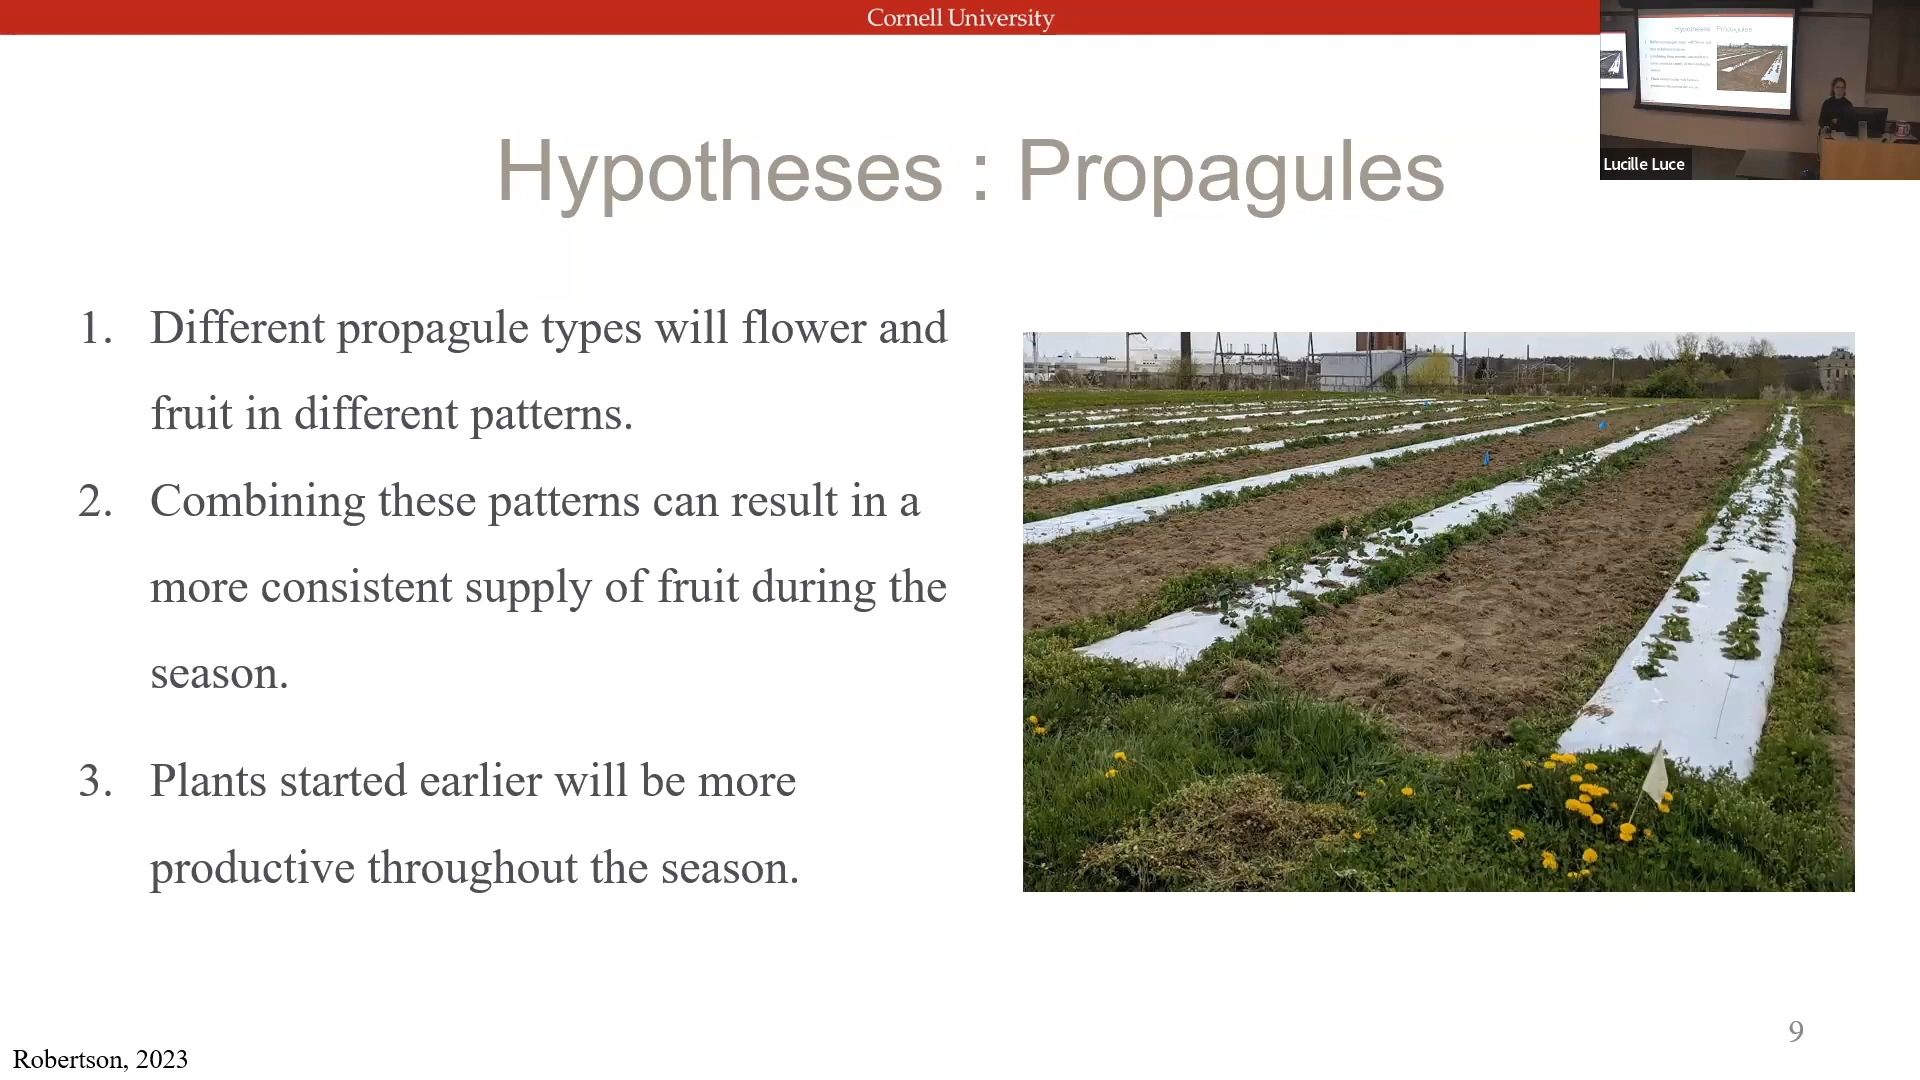 Cornell University
Hypotheses : Propagules
Lucille Luce
1. Different propagule types will flower and
fruit in different patterns.
2. Combining these patterns can result in a
more consistent supply of fruit during the
season.
3. Plants started earlier will be more
productive throughout the season.
9
Robertson, 2023
Hypotheses : Propagules